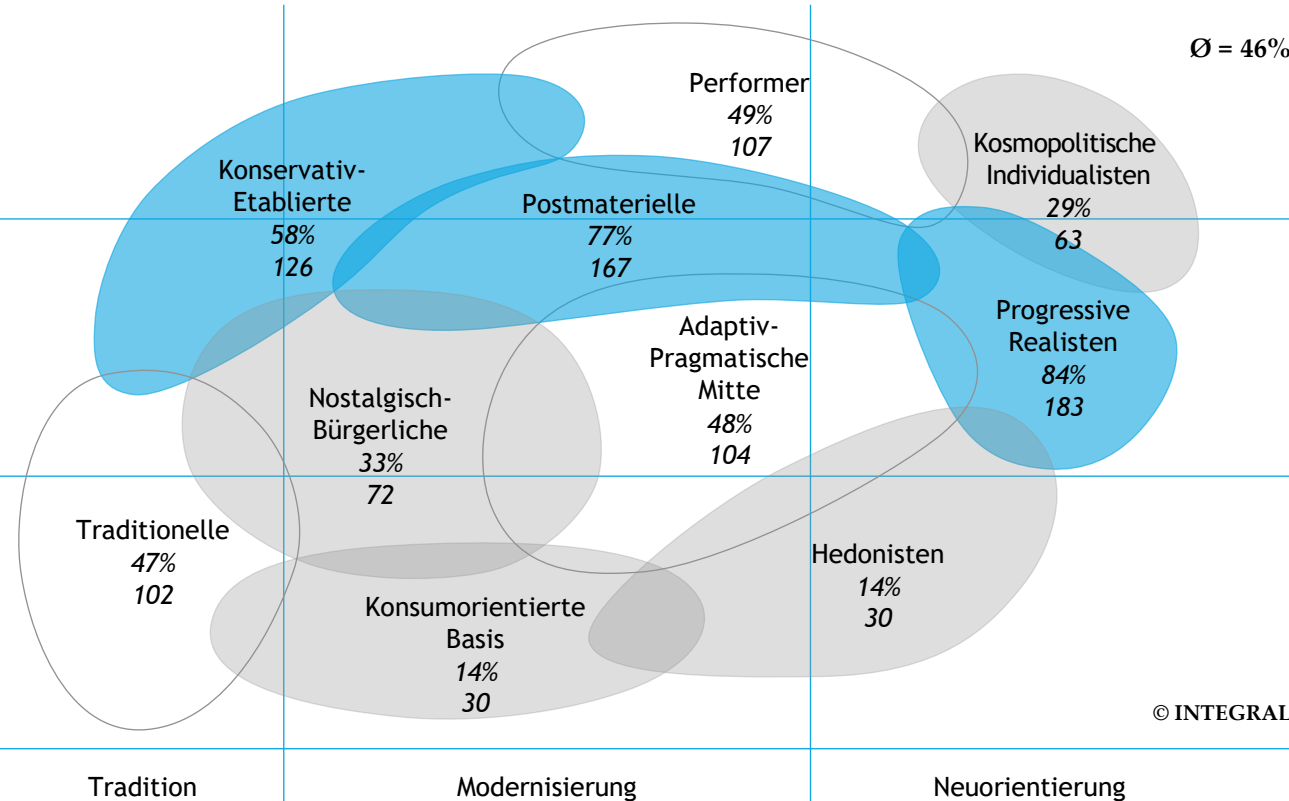 Ø = 46%
Performer
49%
107
Kosmopolitische
Individualisten
29%
63
Konservativ-
Etablierte
58%
126
Postmaterielle
77%
167
Progressive
Realisten
84%
183
Adaptiv-
Pragmatische
Mitte
48%
104
Nostalgisch-
Bürgerliche
33%
72
Traditionelle
47%
102
Hedonisten
14%
30
Konsumorientierte
Basis
14%
30
© INTEGRAL
Tradition
Modernisierung
Neuorientierung